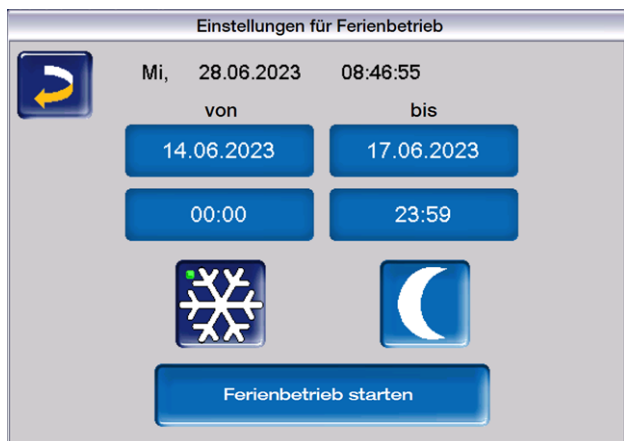 Einstellungen für Ferienbetrieb
Mi, 28.06.2023 08:46:55
von bis
14.06.2023 17.06.2023
00:00 23:59
Ferienbetrieb starten